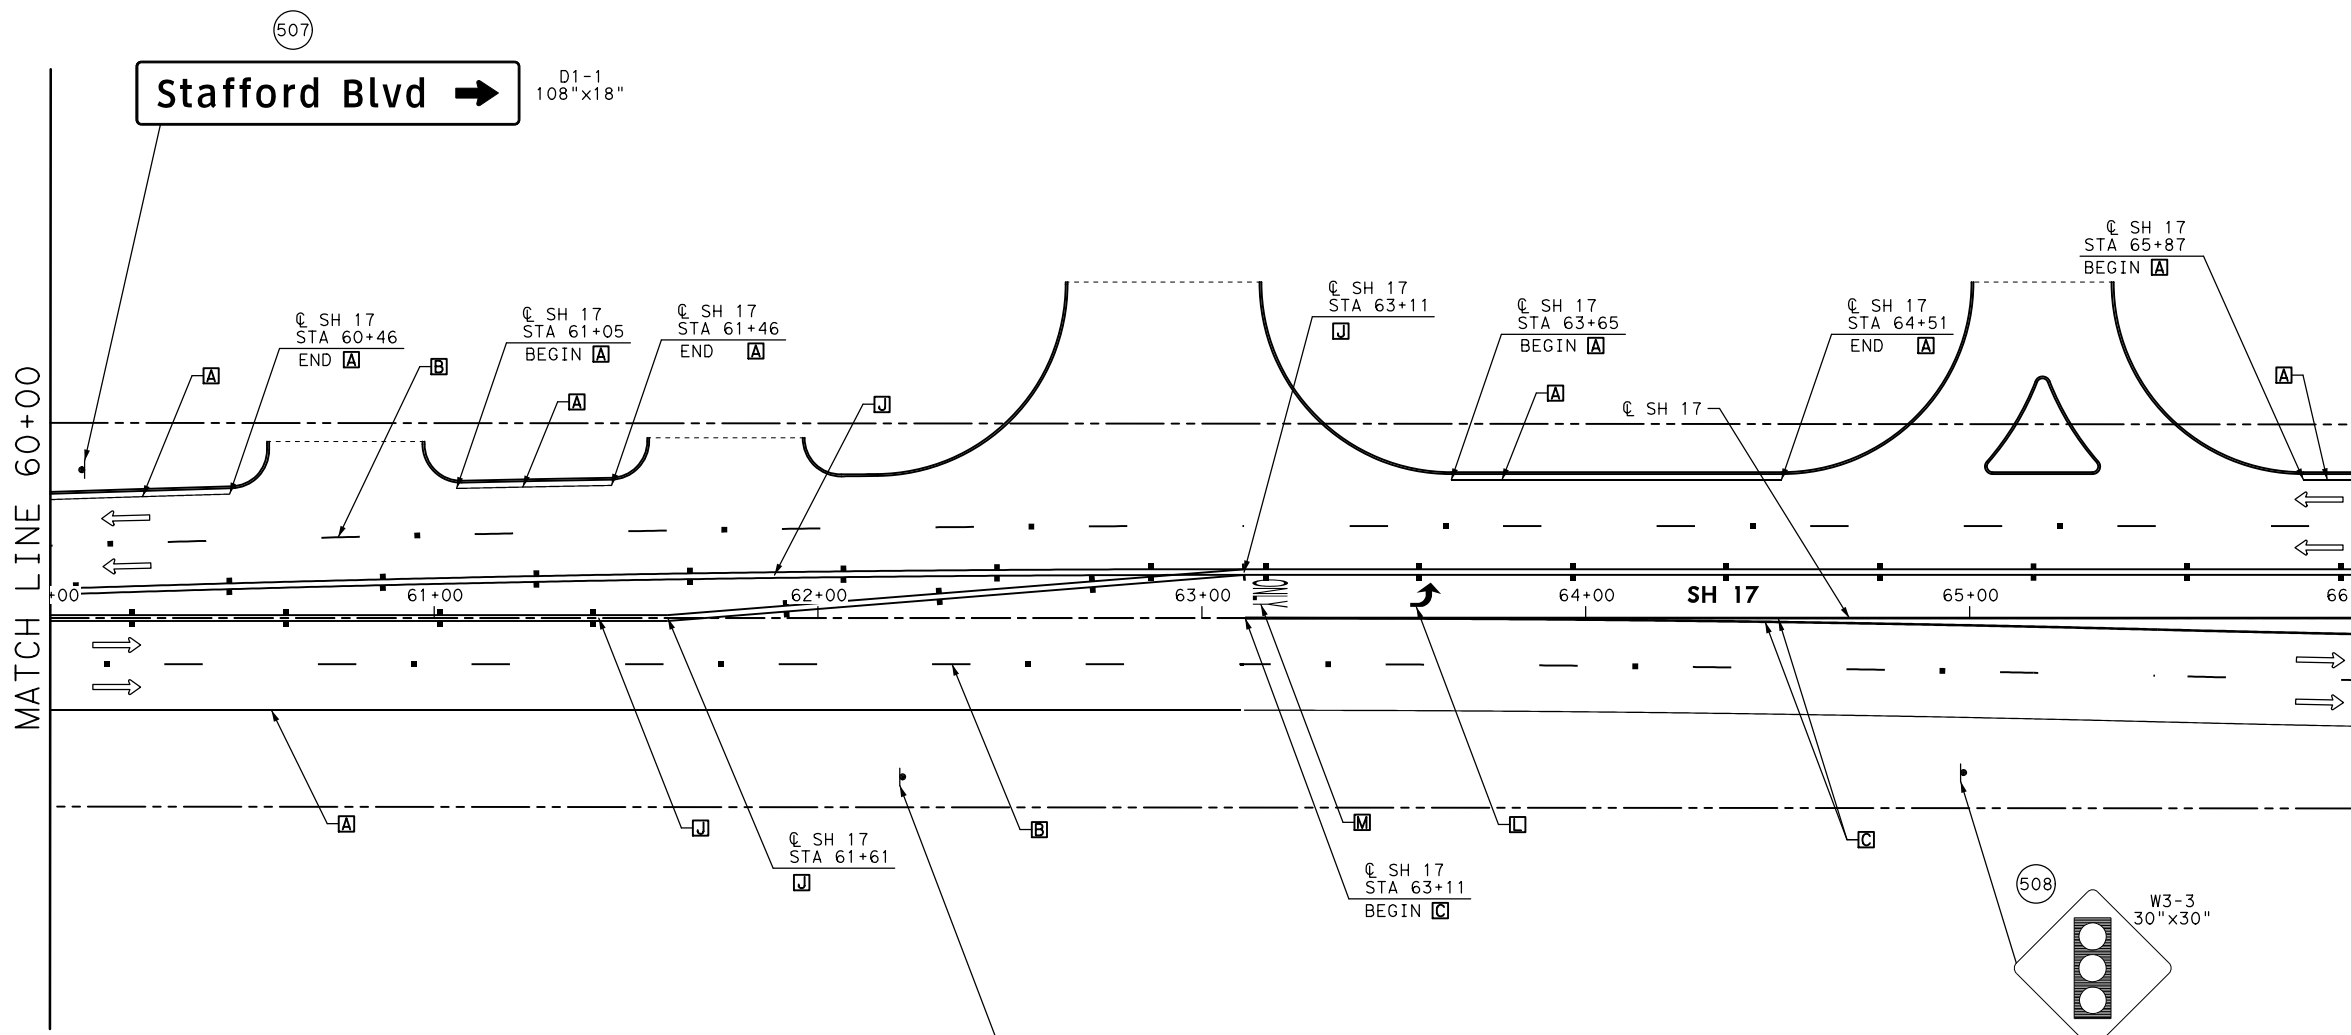 507
Stafford Blvd
D1-1
108"x18"
MATCH LINE 60+00
℄ SH 17
STA 60+46
END A
A
B
℄ SH 17
STA 61+05
BEGIN A
A
℄ SH 17
STA 61+46
END A
J
℄ SH 17
STA 63+11
J
℄ SH 17
STA 63+65
BEGIN A
A
℄ SH 17
℄ SH 17
STA 64+51
END A
℄ SH 17
STA 65+87
BEGIN A
A
+00
61+00
62+00
63+00
ONLY
64+00
SH 17
65+00
66
A
J
℄ SH 17
STA 61+61
J
B
M
℄ SH 17
STA 63+11
BEGIN C
L
C
508
W3-3
30"x30"